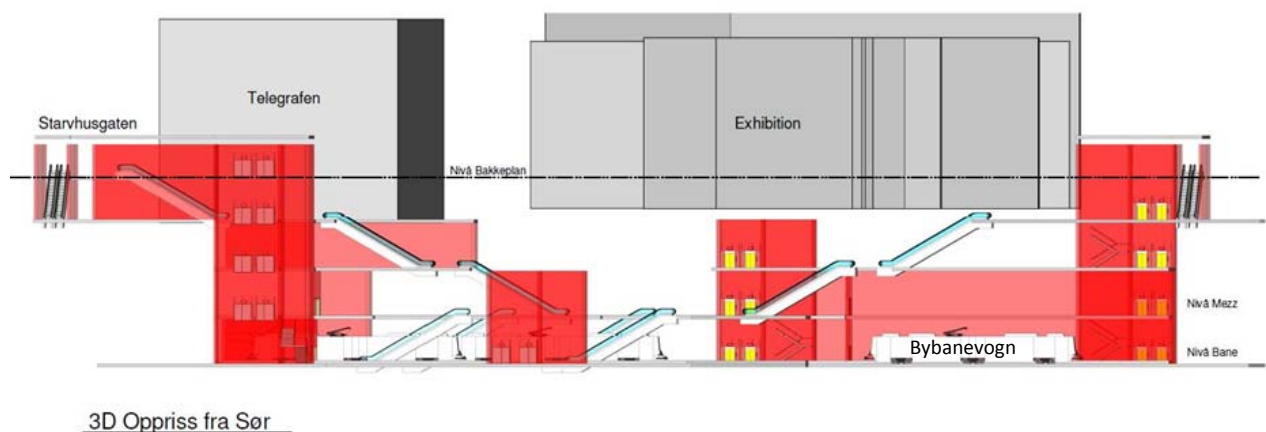 Telegrafen
Exhibition
Starvhusgaten
Nivå Bakkeplan
Nivå Mezz
Bybanevogn
Nivå Bane
3D Oppriss fra Sør